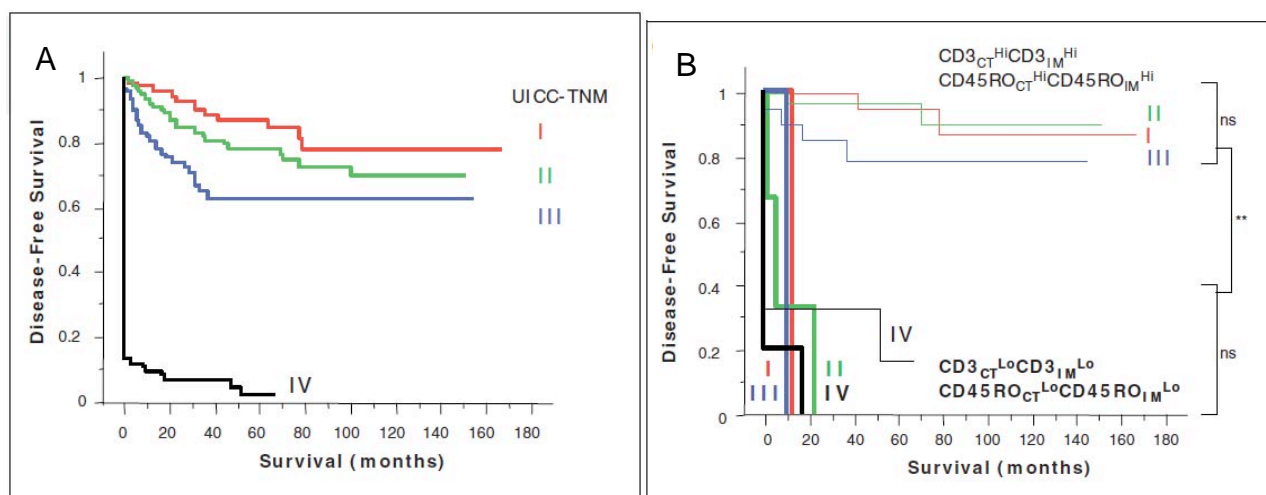 A
Disease-Free Survival
1
0.8
0.6
0.4
0.2
0
UICC-TNM
I
II
III
IV
0 20 40 60 80 100 120 140 160 180
Survival (months)
B
Disease-Free Survival
1
0.8
0.6
0.4
0.2
0
CD3CTHiCD3IMHi
CD45ROCTHiCD45ROIMHi
II
I
III
ns
**
ns
IV
CD3CTLoCD3IMLo
CD45ROCTLoCD45ROIMLo
I II
III IV
0 20 40 60 80 100 120 140 160 180
Survival (months)